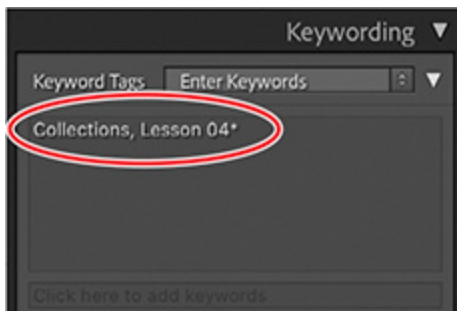 Keywording
Keyword Tags Enter Keywords
Collections, Lesson 04*
Click here to add keywords